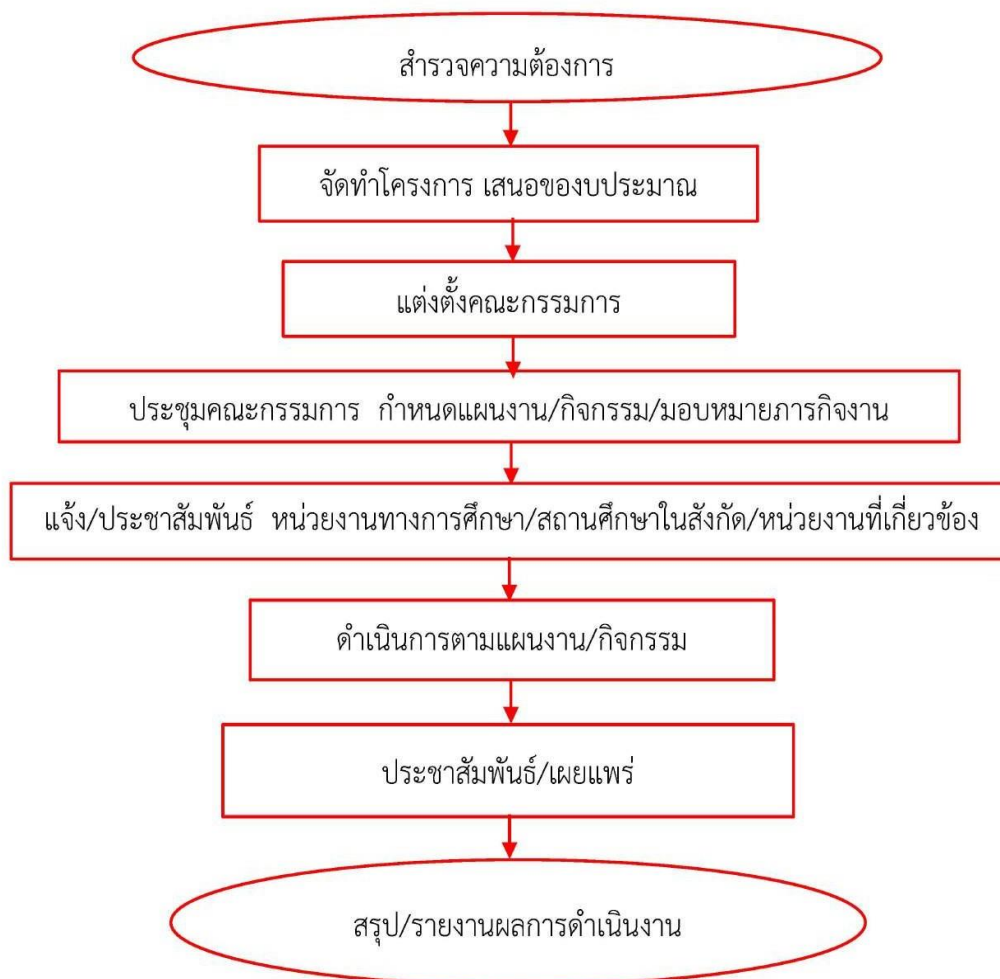 สำรวจความต้องการ
จัดทำโครงการ เสนอของบประมาณ
แต่งตั้งคณะกรรมการ
ประชุมคณะกรรมการ กำหนดแผนงาน/กิจกรรม/มอบหมายภารกิจงาน
แจ้ง/ประชาสัมพันธ์ หน่วยงานทางการศึกษา/สถานศึกษาในสังกัด/หน่วยงานที่เกี่ยวข้อง
ดำเนินการตามแผนงาน/กิจกรรม
ประชาสัมพันธ์/เผยแพร่
สรุป/รายงานผลการดำเนินงาน